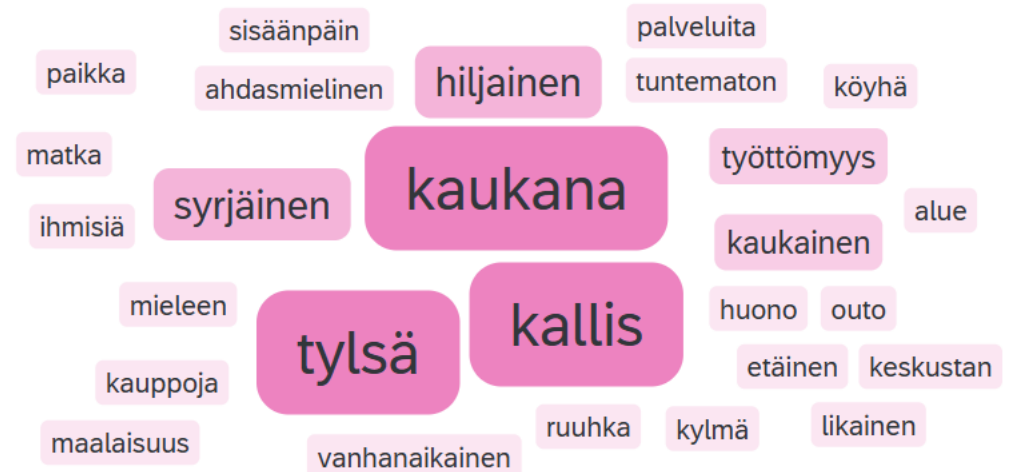 sisäänpäin
palveluita
paikka
ahdasmielinen
hiljainen
tuntematon
köyhä
matka
syrjäinen
kaukana
työttömyys
ihmisiä
alue
kaukainen
mieleen
tylsä
kallis
huono
outo
kauppoja
etäinen
keskustan
maalaisuus
vanhanaikainen
ruuhka
kylmä
likainen